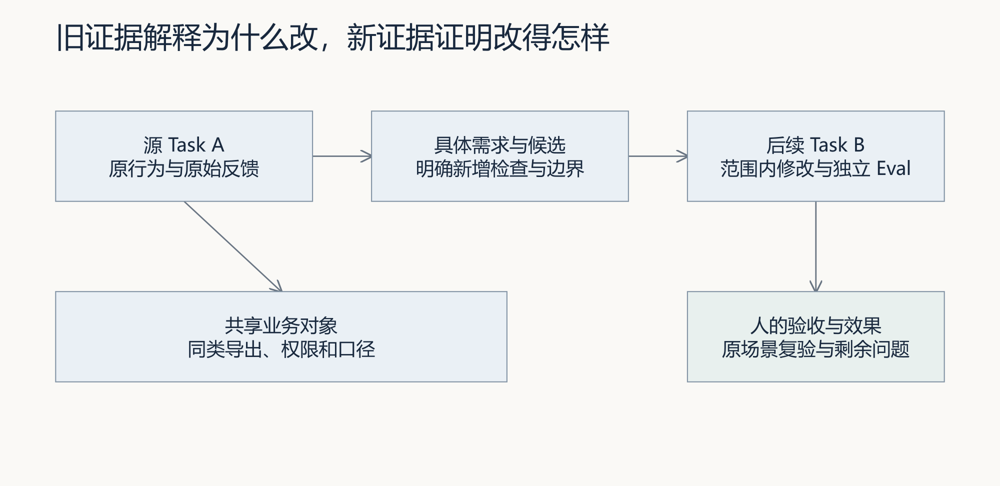 旧证据解释为什么改，新证据证明改得怎样
源 Task A
原行为与原始反馈
具体需求与候选
明确新增检查与边界
后续 Task B
范围内修改与独立 Eval
共享业务对象
同类导出、权限和口径
人的验收与效果
原场景复验与剩余问题